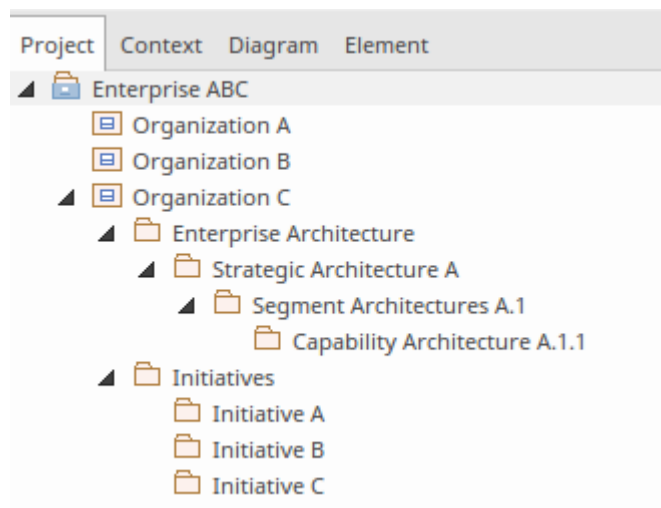 Project Context Diagram Element
Enterprise ABC
Organization A
Organization B
Organization C
Enterprise Architecture
Strategic Architecture A
Segment Architectures A.1
Capability Architecture A.1.1
Initiatives
Initiative A
Initiative B
Initiative C